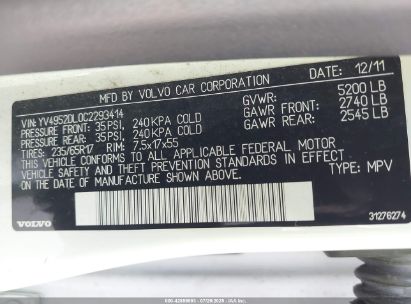 MFD BY VOLVO CAR CORPORATION DATE: 12/11
VIN: YV4952DL0C2293414 GVWR: 5200 LB
PRESSURE FRONT: 35PSI, 240KPA COLD GAWR FRONT: 2740 LB
PRESSURE REAR: 35PSI, 240KPA COLD GAWR REAR: 2545 LB
TIRES: 235/65R17 RIM: 7.5x17x55
THIS VEHICLE CONFORMS TO ALL APPLICABLE FEDERAL MOTOR
VEHICLE SAFETY THEFT PREVENTION STANDARDS IN EFFECT
ON THE DATE OF MANUFACTURE SHOWN ABOVE. TYPE: MPV
VOLVO 31276274